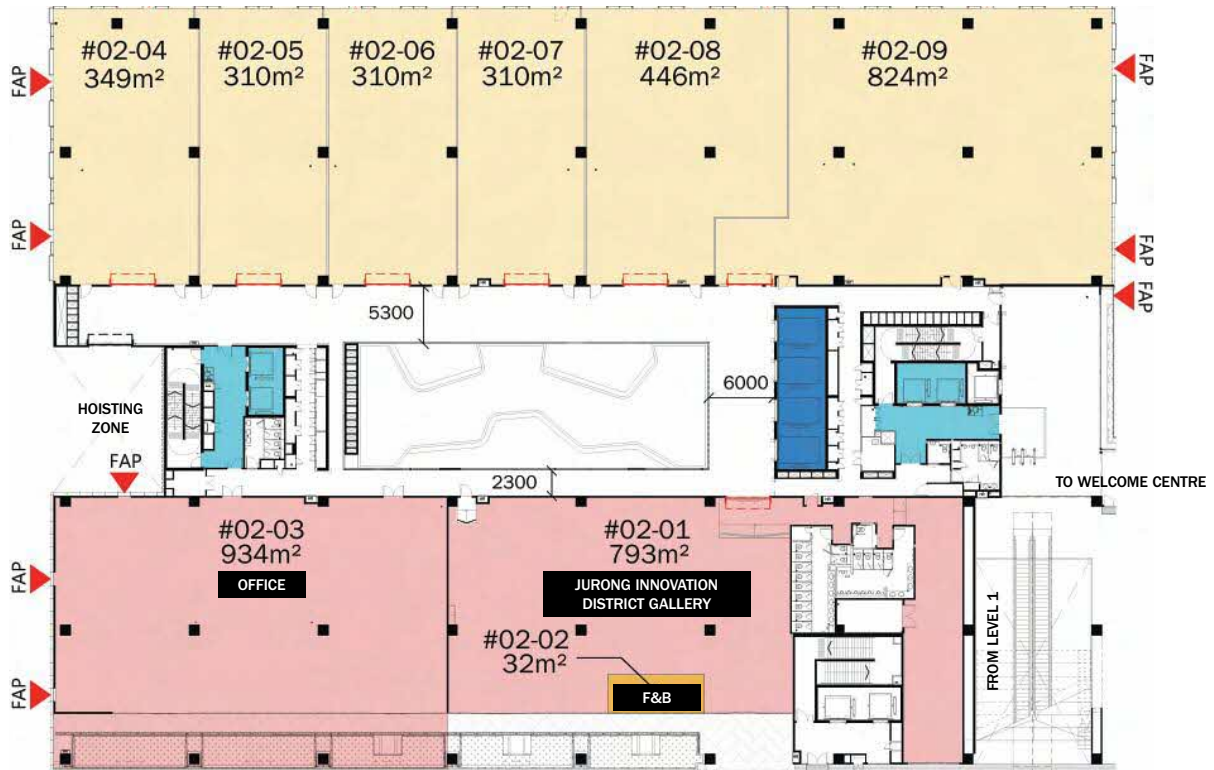 #02-04
349m²
#02-05
310m²
#02-06
310m²
#02-07
310m²
#02-08
446m²
#02-09
824m²
FAP
FAP
FAP
FAP
FAP
5300
6000
HOISTING
ZONE
FAP
2300
TO WELCOME CENTRE
#02-03
934m²
OFFICE
#02-01
793m²
JURONG INNOVATION
DISTRICT GALLERY
FAP
#02-02
32m²
F&B
FAP
FROM LEVEL 1